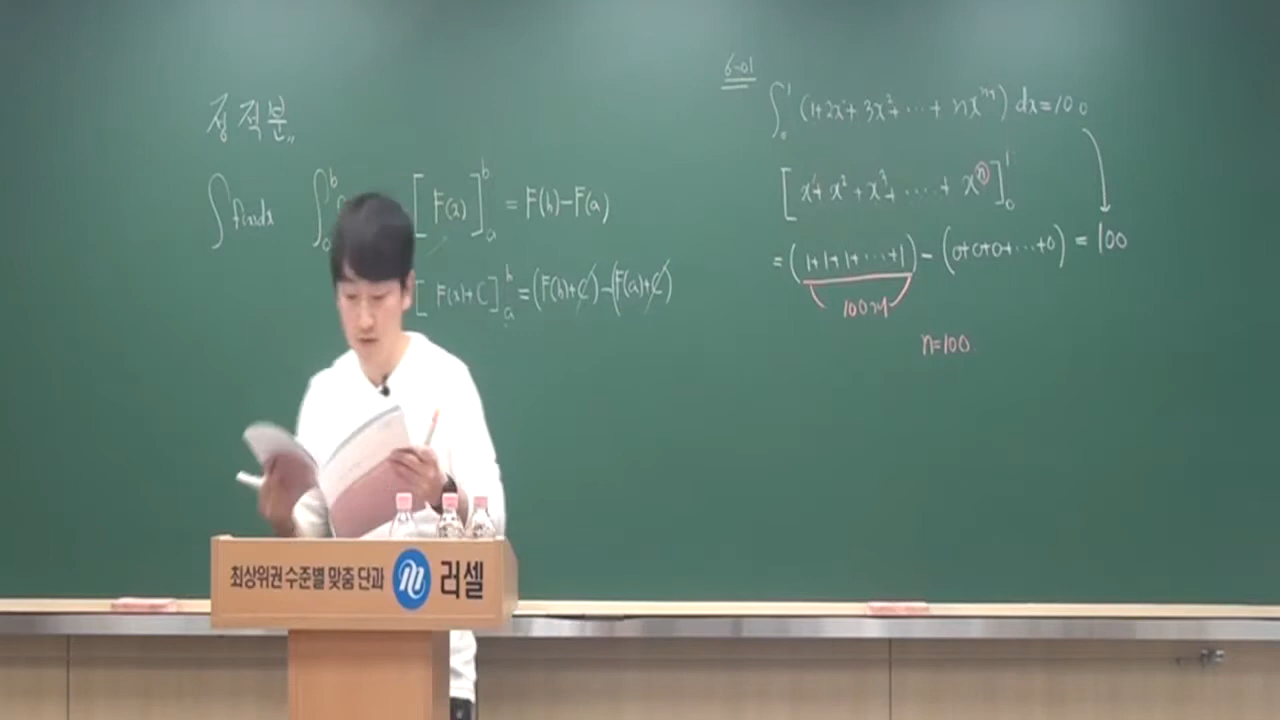 정적분
∫f(x)dx ∫ₐᵇ [F(x)]ₐᵇ = F(b)-F(a)
[F(x)+C]ₐᵇ = (F(b)+C)-(F(a)+C)
6-01
∫₀¹ (1+2x+3x²+⋯+nxⁿ⁻¹)dx=100
[x+x²+x³+⋯⋯+xⁿ]₀¹
=(1+1+1+⋯+1)-(0+0+0+⋯+0)=100
100개
n=100
최상위권 수준별 맞춤 단과 m 러셀